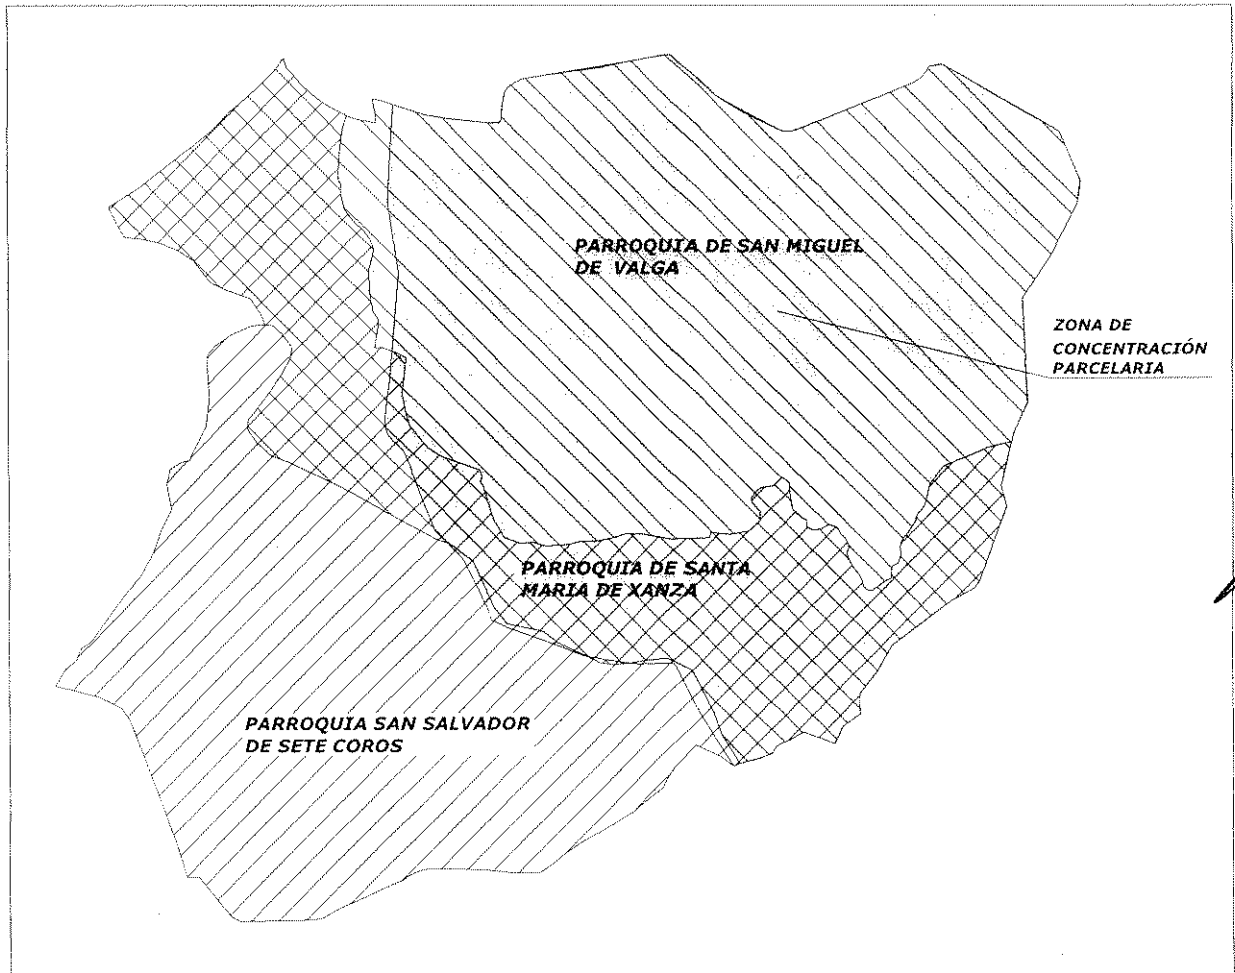 PARROQUIA DE SAN MIGUEL
DE VALGA
ZONA DE
CONCENTRACIÓN
PARCELARIA
PARROQUIA DE SANTA
MARIA DE XANZA
PARROQUIA SAN SALVADOR
DE SETE COROS